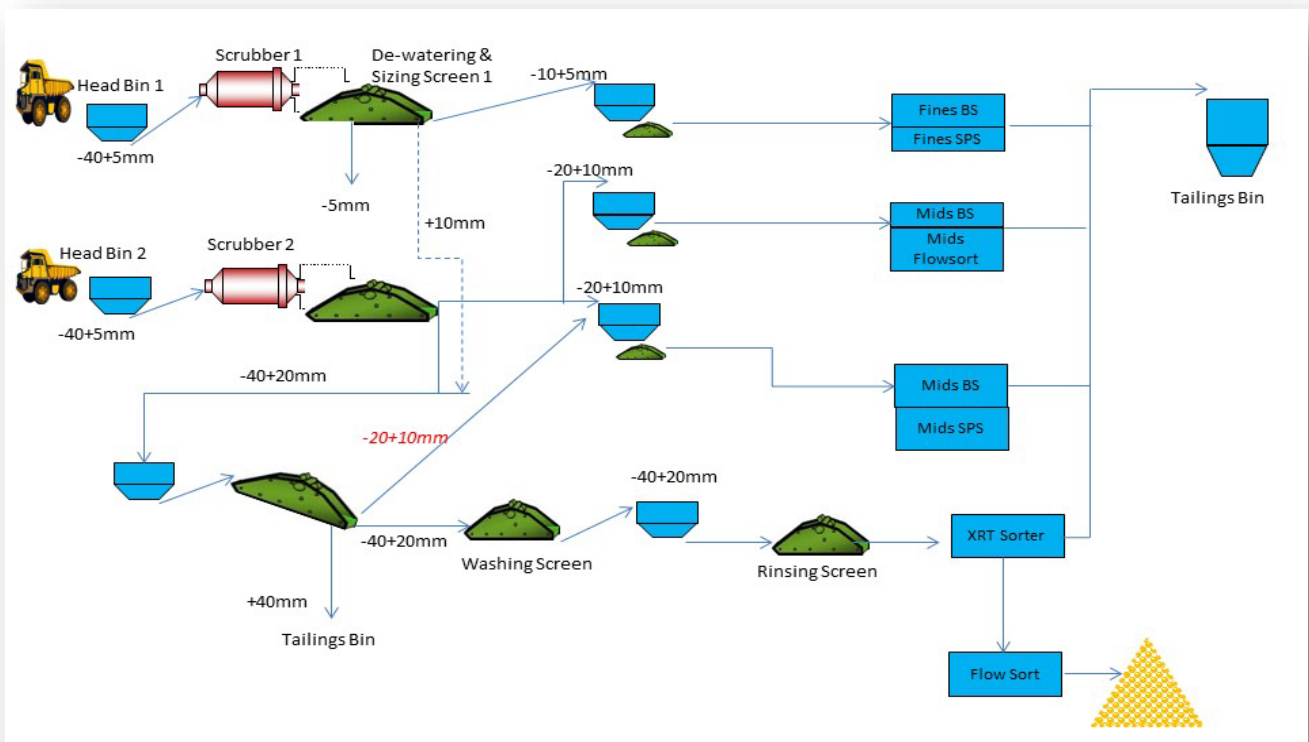 Scrubber 1
De-watering &
Sizing Screen 1
Head Bin 1
-40+5mm
-10+5mm
Fines BS
Fines SPS
Tailings Bin
-5mm
+10mm
-20+10mm
Mids BS
Mids
Flowsort
Head Bin 2
Scrubber 2
-40+5mm
-20+10mm
-40+20mm
Mids BS
Mids SPS
-20+10mm
-40+20mm
-40+20mm
Washing Screen
Rinsing Screen
XRT Sorter
+40mm
Tailings Bin
Flow Sort